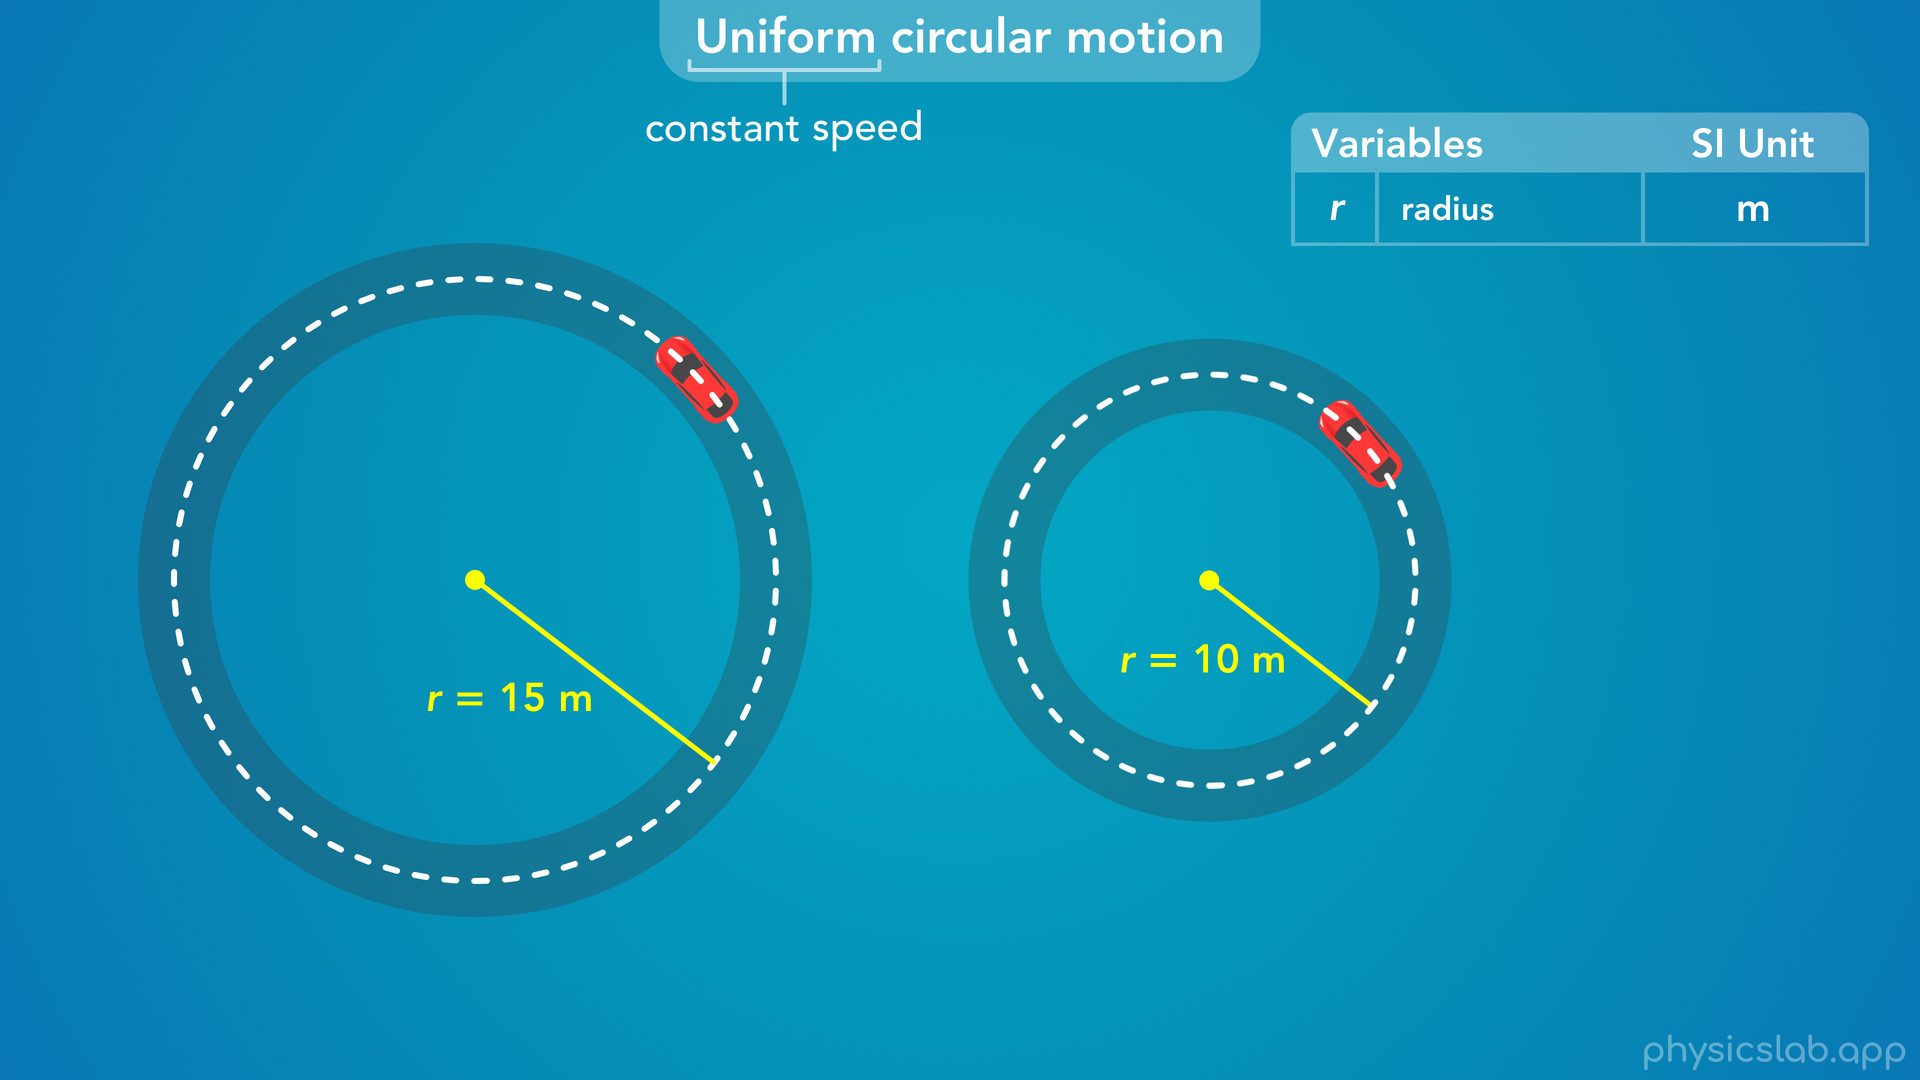 Uniform circular motion
constant speed
Variables SI Unit
r radius m
r = 15 m
r = 10 m
physicslab.app